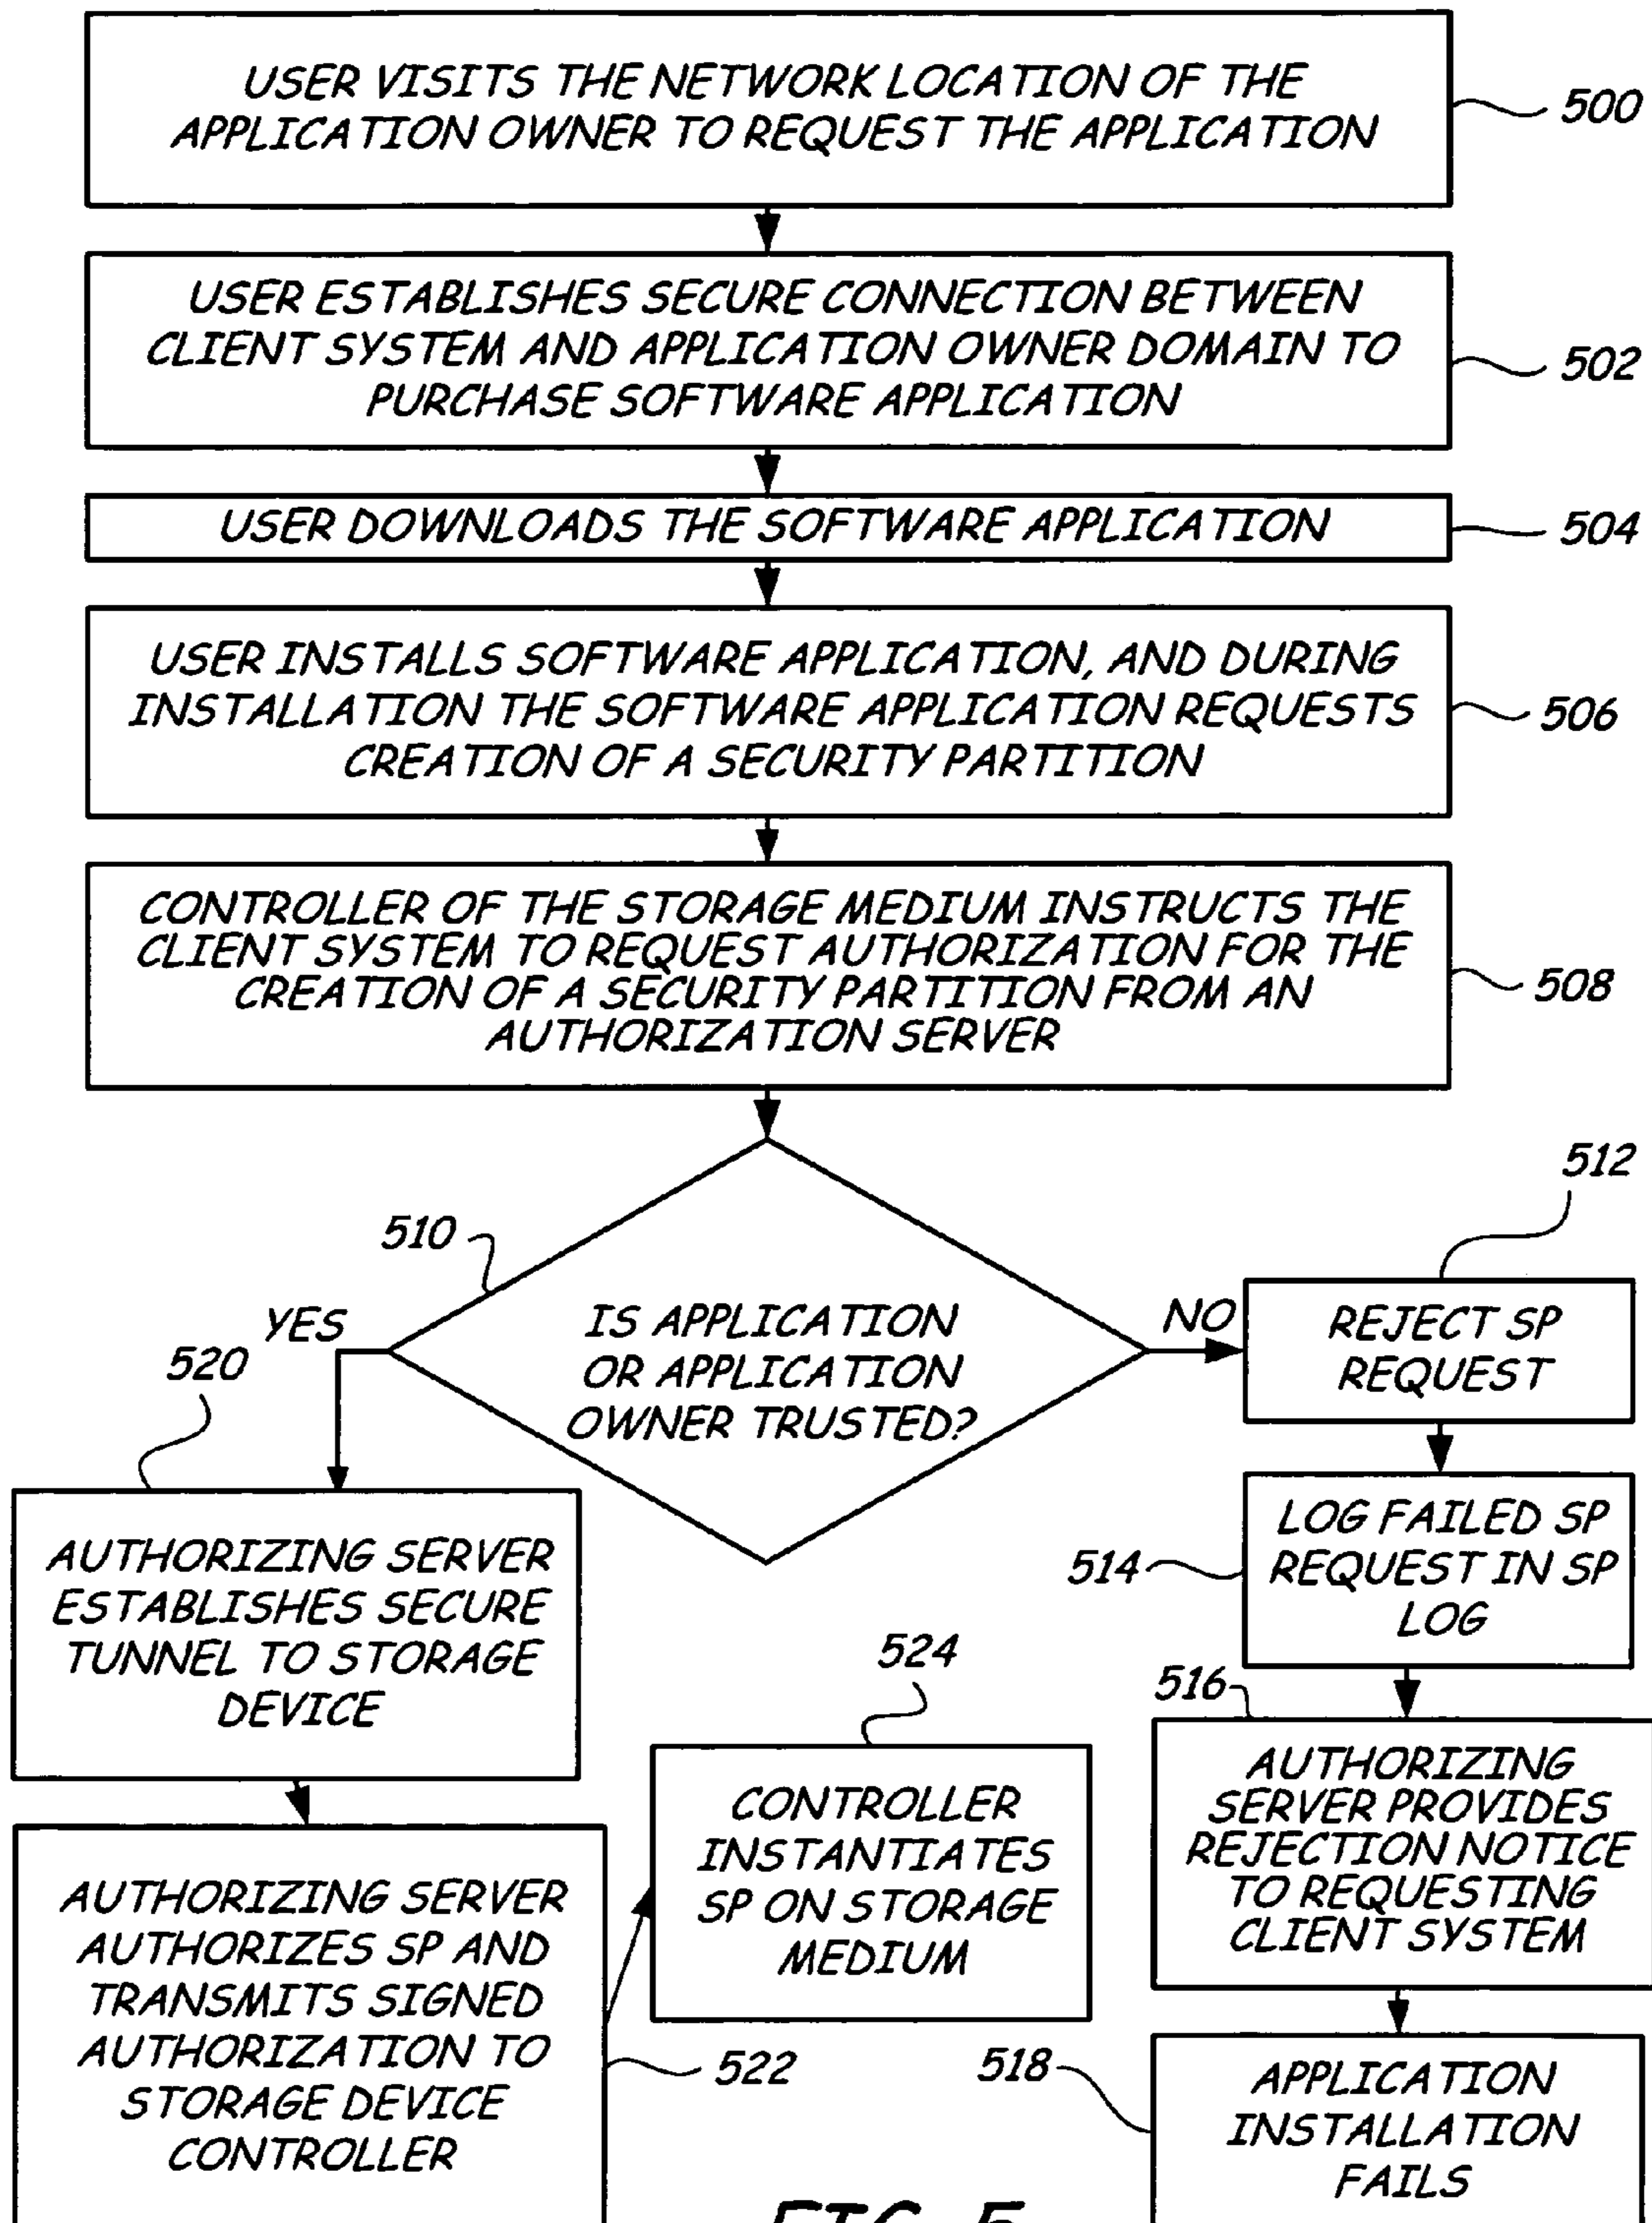 USER VISITS THE NETWORK LOCATION OF THE
APPLICATION OWNER TO REQUEST THE APPLICATION
500
USER ESTABLISHES SECURE CONNECTION BETWEEN
CLIENT SYSTEM AND APPLICATION OWNER DOMAIN TO
PURCHASE SOFTWARE APPLICATION
502
USER DOWNLOADS THE SOFTWARE APPLICATION
504
USER INSTALLS SOFTWARE APPLICATION, AND DURING
INSTALLATION THE SOFTWARE APPLICATION REQUESTS
CREATION OF A SECURITY PARTITION
506
CONTROLLER OF THE STORAGE MEDIUM INSTRUCTS THE
CLIENT SYSTEM TO REQUEST AUTHORIZATION FOR THE
CREATION OF A SECURITY PARTITION FROM AN
AUTHORIZATION SERVER
508
510
IS APPLICATION
OR APPLICATION
OWNER TRUSTED?
NO
512
REJECT SP
REQUEST
514
LOG FAILED SP
REQUEST IN SP
LOG
516
AUTHORIZING
SERVER PROVIDES
REJECTION NOTICE
TO REQUESTING
CLIENT SYSTEM
518
APPLICATION
INSTALLATION
FAILS
YES
520
AUTHORIZING SERVER
ESTABLISHES SECURE
TUNNEL TO STORAGE
DEVICE
AUTHORIZING SERVER
AUTHORIZES SP AND
TRANSMITS SIGNED
AUTHORIZATION TO
STORAGE DEVICE
CONTROLLER
522
524
CONTROLLER
INSTANTIATES
SP ON STORAGE
MEDIUM
FIG. 5